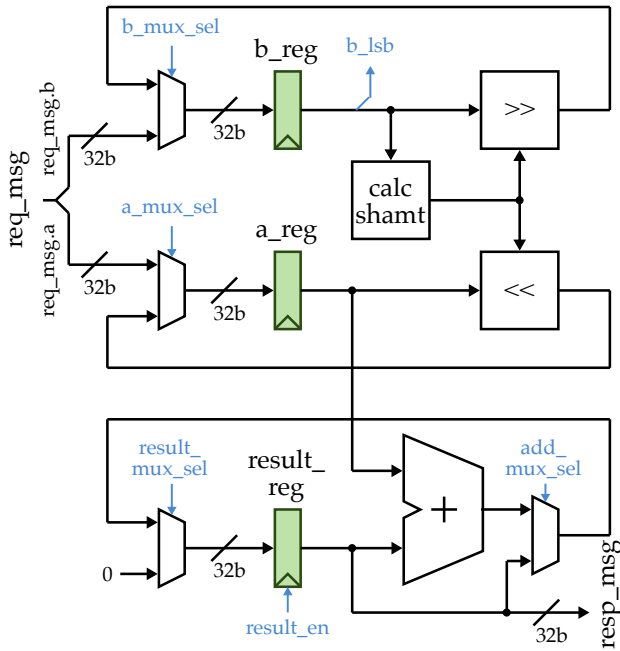 b_mux_sel
b_reg
b_lsb
req_msg.b
32b
32b
>>
req_msg
calc
shamt
a_mux_sel
a_reg
req_msg.a
32b
32b
<<
result_
mux_sel
result_
reg
add_
mux_sel
+
0
32b
result_en
32b
resp_msg